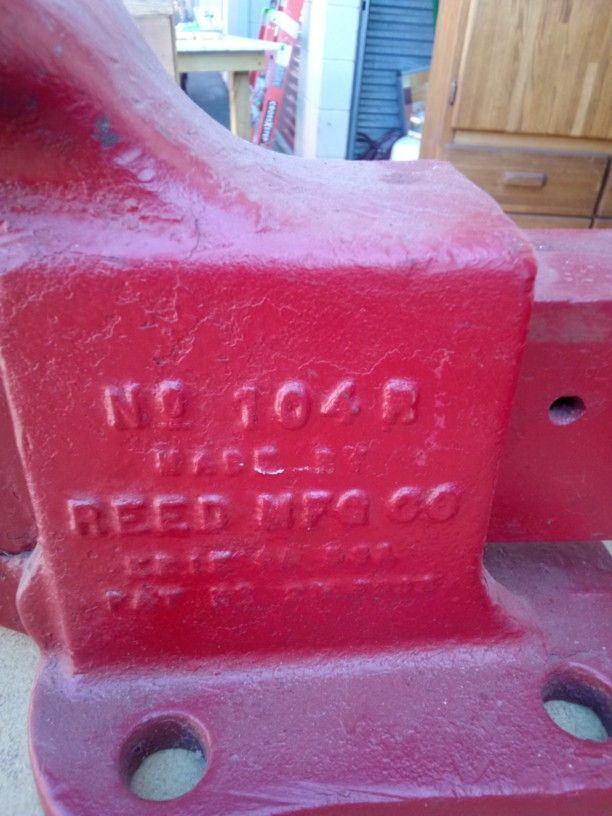 No 104 R
MADE BY
REED MFG CO
ERIE PA USA
PAT NO